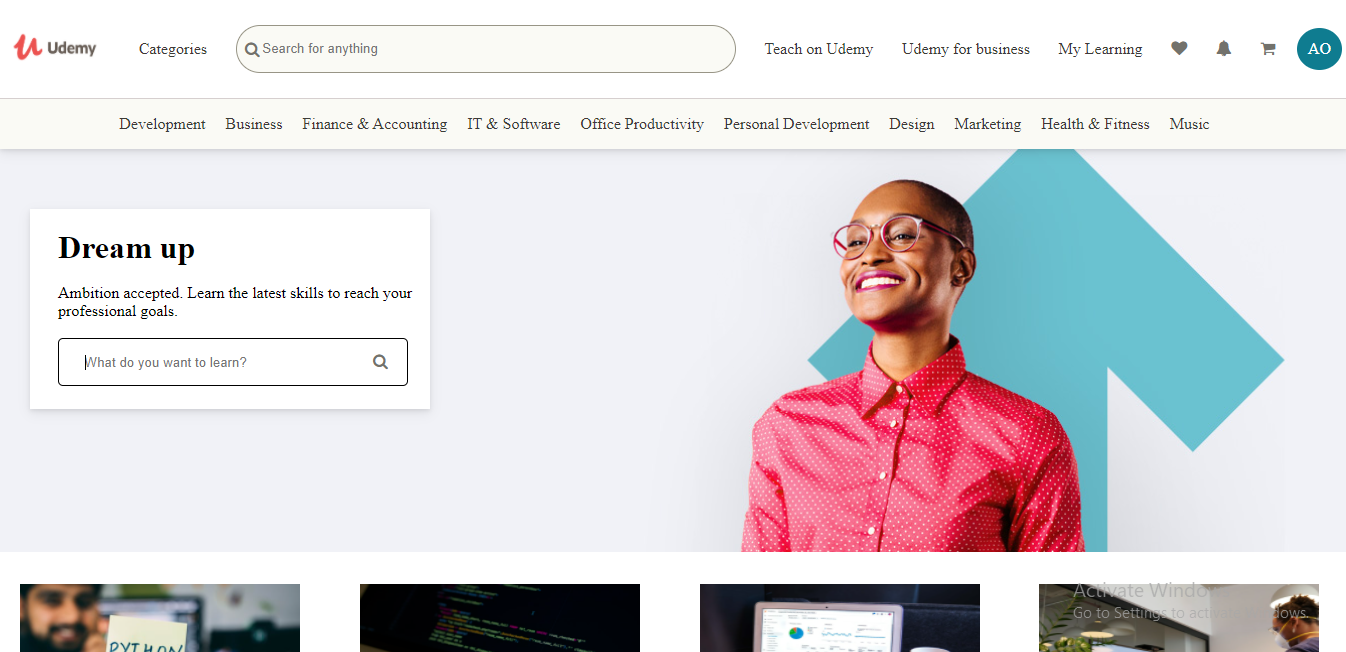 Udemy
Categories
Search for anything
Teach on Udemy
Udemy for business
My Learning
AO
Development
Business
Finance & Accounting
IT & Software
Office Productivity
Personal Development
Design
Marketing
Health & Fitness
Music
Dream up
Ambition accepted. Learn the latest skills to reach your
professional goals.
What do you want to learn?
PYTHON
Activate Windo
Go to Settings to activ dows.